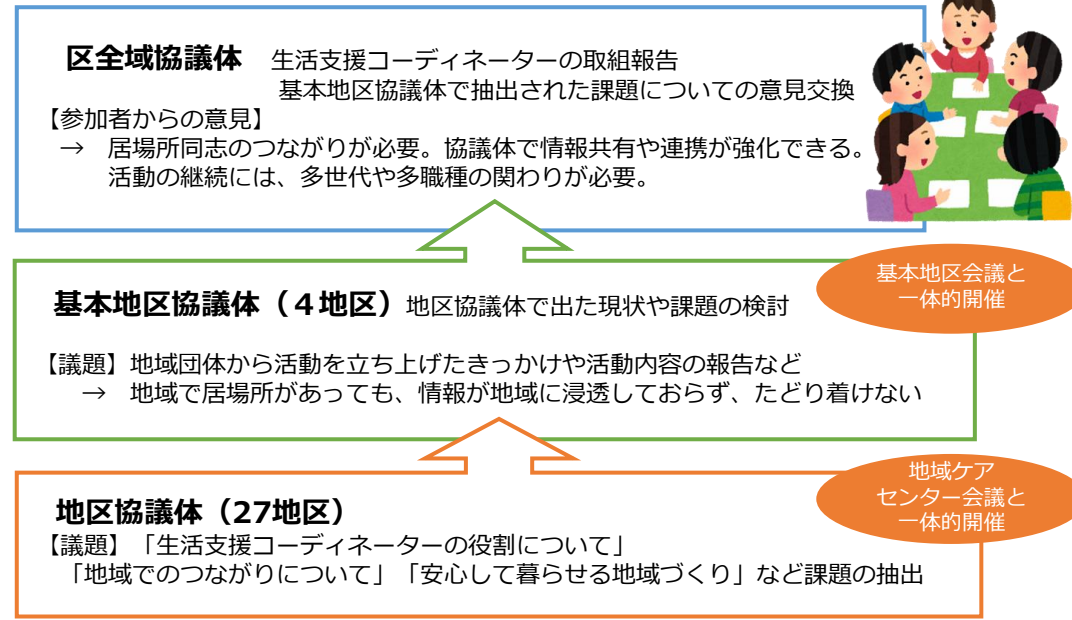 区全域協議体 生活支援コーディネーターの取組報告
基本地区協議体で抽出された課題についての意見交換
【参加者からの意見】
→ 居場所同志のつながりが必要。協議体で情報共有や連携が強化できる。
活動の継続には、多世代や多職種の関わりが必要。
基本地区会議と
一体的開催
基本地区協議体（４地区）地区協議体で出た現状や課題の検討
【議題】地域団体から活動を立ち上げたきっかけや活動内容の報告など
→ 地域で居場所があっても、情報が地域に浸透しておらず、たどり着けない
地域ケア
センター会議と
一体的開催
地区協議体（27地区）
【議題】「生活支援コーディネーターの役割について」
「地域でのつながりについて」「安心して暮らせる地域づくり」など課題の抽出